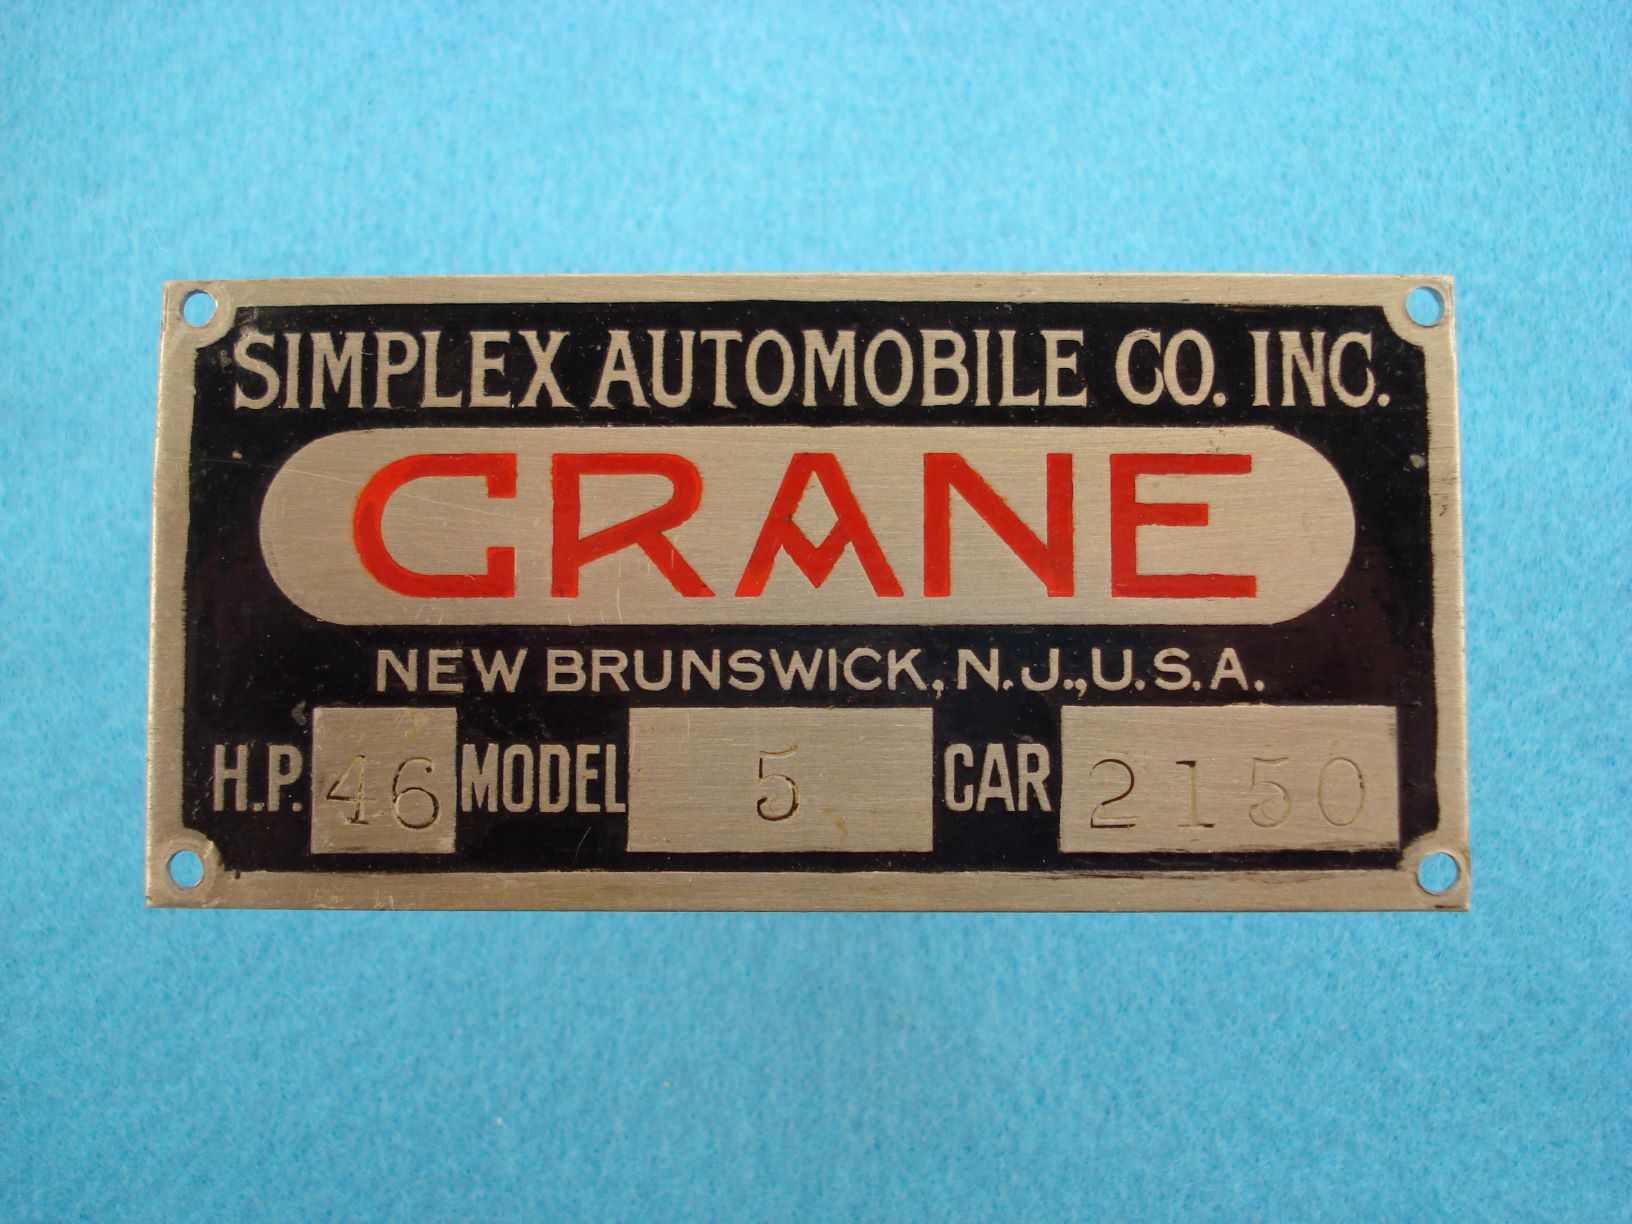 SIMPLEX AUTOMOBILE CO. INC.
CRANE
NEW BRUNSWICK, N.J., U.S.A.
H.P. 46 MODEL 5 CAR 2150